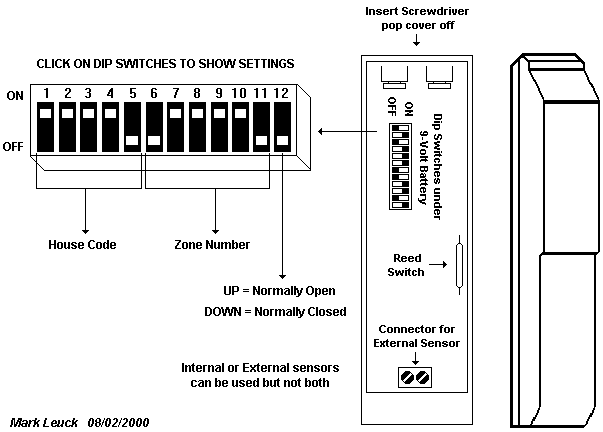 Insert Screwdriver
pop cover off
CLICK ON DIP SWITCHES TO SHOW SETTINGS
ON
1 2 3 4 5 6 7 8 9 10 11 12
OFF
ON
OFF
Dip Switches under
9-Volt Battery
House Code
Zone Number
Reed
Switch
UP = Normally Open
DOWN = Normally Closed
Connector for
External Sensor
Internal or External sensors
can be used but not both
Mark Leuck 08/02/2000